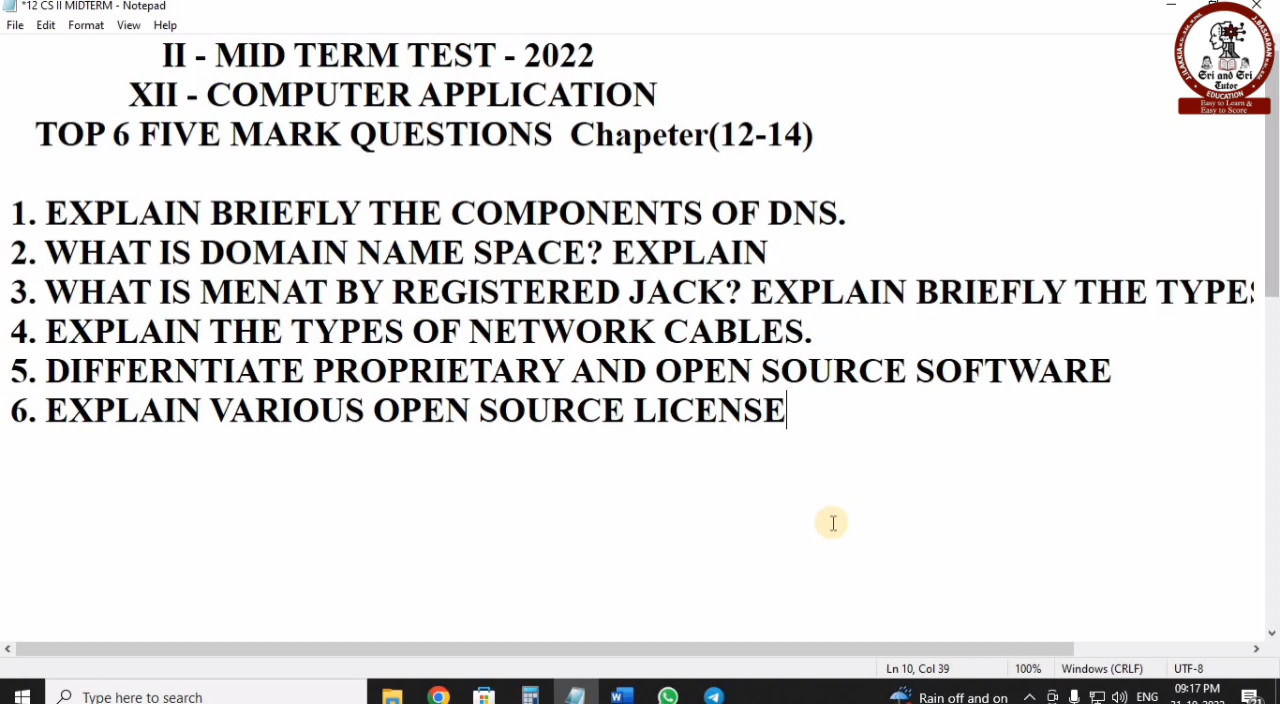 *12 CS II MIDTERM - Notepad
File Edit Format View Help
II - MID TERM TEST - 2022
XII - COMPUTER APPLICATION
TOP 6 FIVE MARK QUESTIONS Chapeter(12-14)
1. EXPLAIN BRIEFLY THE COMPONENTS OF DNS.
2. WHAT IS DOMAIN NAME SPACE? EXPLAIN
3. WHAT IS MENAT BY REGISTERED JACK? EXPLAIN BRIEFLY THE TYPES
4. EXPLAIN THE TYPES OF NETWORK CABLES.
5. DIFFERNTIATE PROPRIETARY AND OPEN SOURCE SOFTWARE
6. EXPLAIN VARIOUS OPEN SOURCE LICENSE
J.BASKARAN
Sri and Sri
Tutor
EDUCATION
Easy to Learn &
Easy to Score
Ln 10, Col 39 100% Windows (CRLF) UTF-8
Type here to search
Rain off and on
ENG
09:17 PM